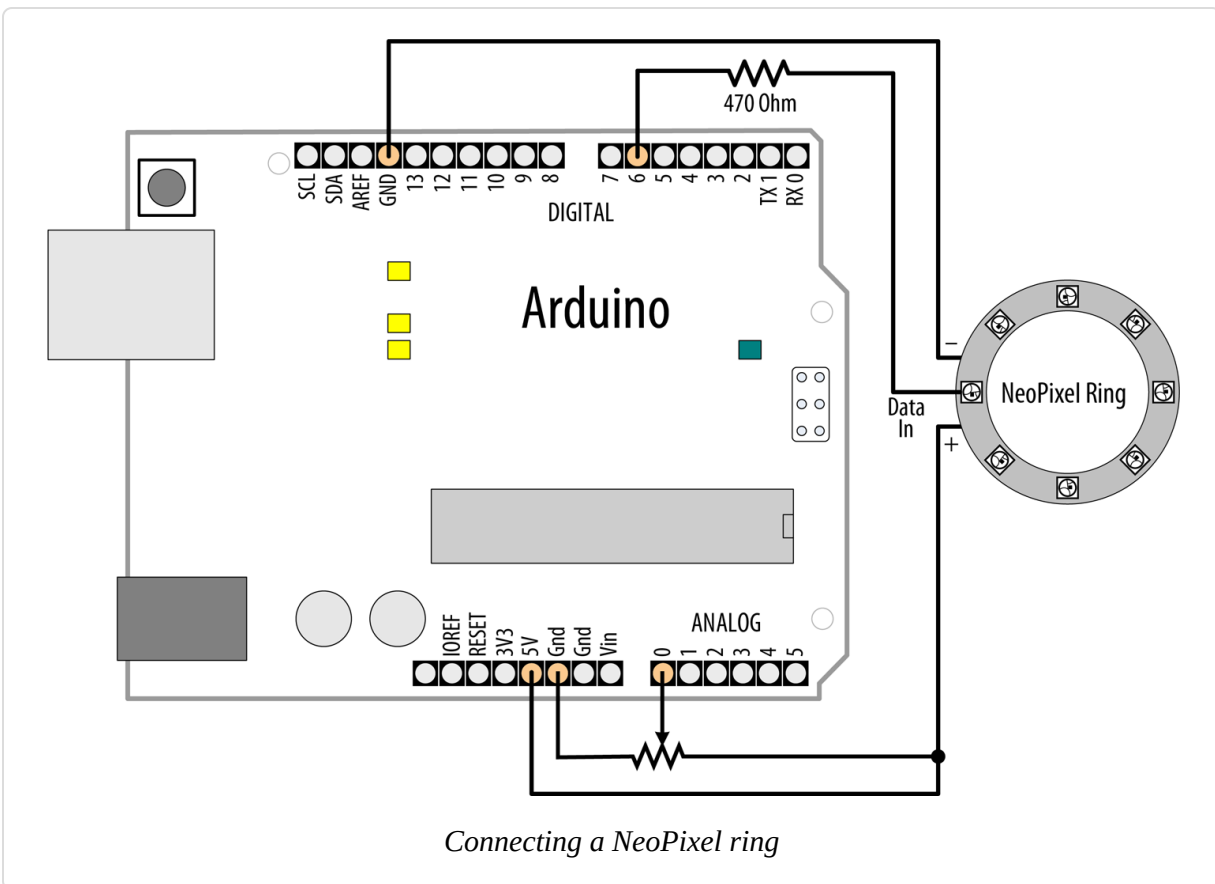 470 Ohm
SCL
SDA
AREF
GND
13
12
11
10
9
8
7
6
5
4
3
2
TX 1
RX 0
DIGITAL
Arduino
−
NeoPixel Ring
Data
In
+
ANALOG
IOREF
RESET
3V3
5V
Gnd
Gnd
Vin
0
1
2
3
4
5
Connecting a NeoPixel ring